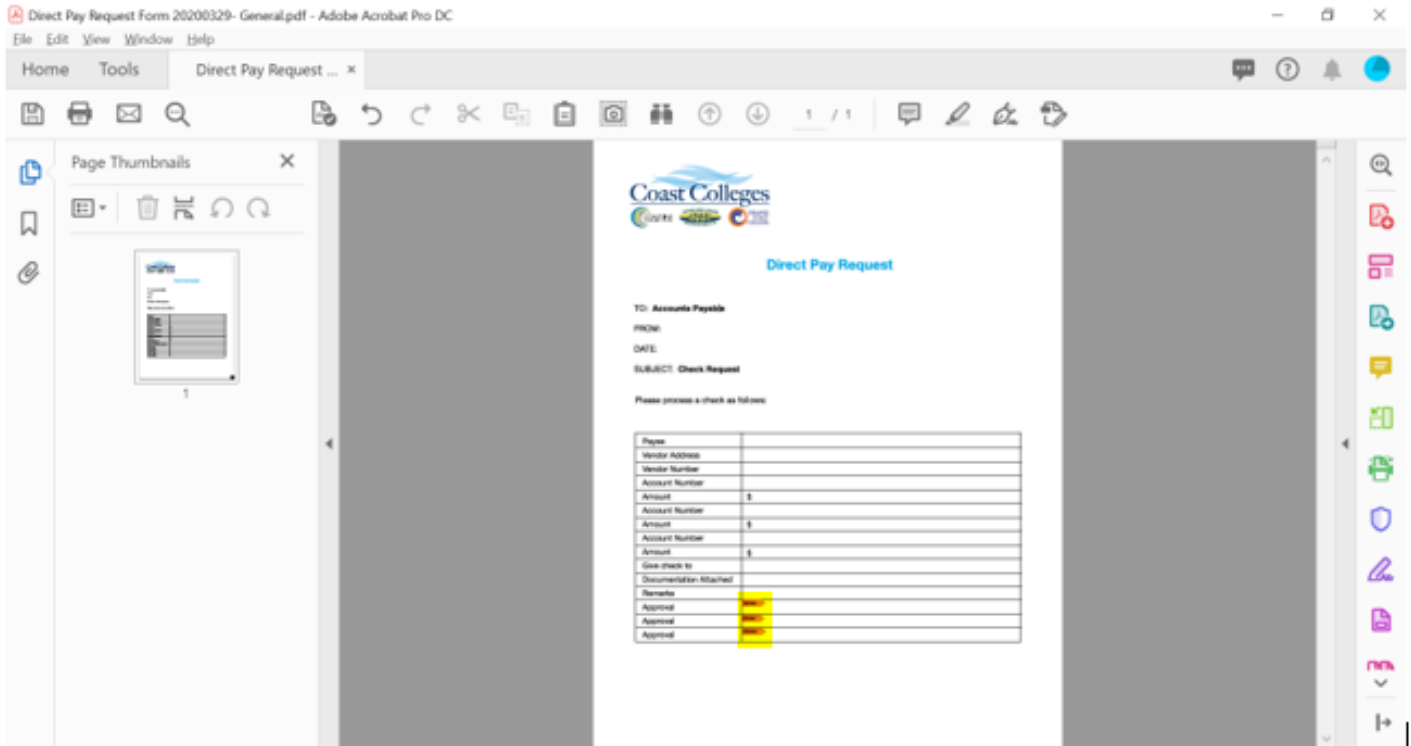 Direct Pay Request Form 20200329- General.pdf - Adobe Acrobat Pro DC
File Edit View Window Help
Home Tools Direct Pay Request ... ×
1 / 1
Page Thumbnails
1
Coast Colleges
Direct Pay Request
TO: Accounts Payable
FROM:
DATE:
SUBJECT: Check Request
Please process a check as follows:
Payee
Vendor Address
Vendor Number
Account Number
Amount $
Account Number
Amount $
Account Number
Amount $
Give check to
Documentation Attached
Remarks
Approval
Approval
Approval